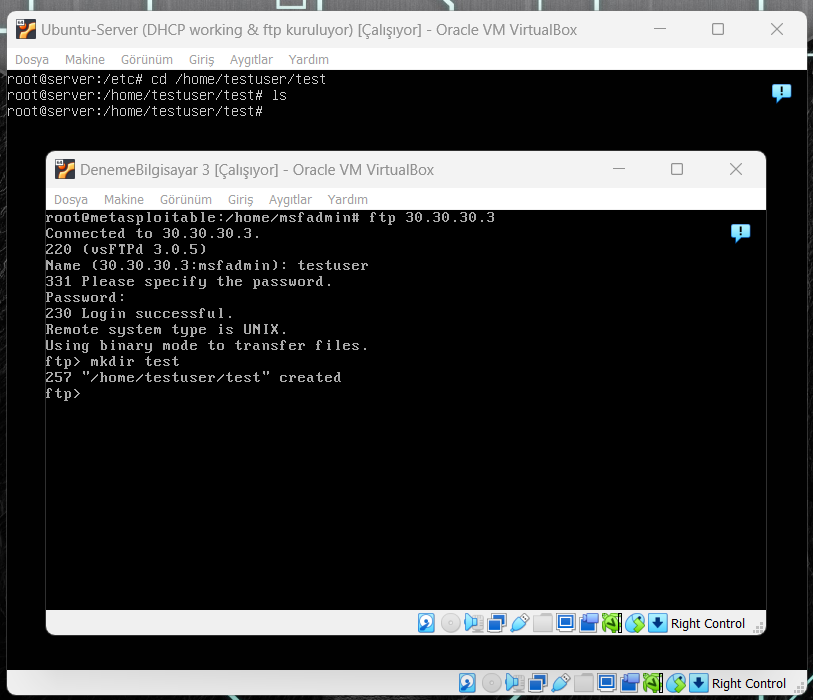 Ubuntu-Server (DHCP working & ftp kuruluyor) [Çalışıyor] - Oracle VM VirtualBox
Dosya Makine Görünüm Giriş Aygıtlar Yardım
root@server:/etc# cd /home/testuser/test
root@server:/home/testuser/test# ls
root@server:/home/testuser/test#
DenemeBilgisayar 3 [Çalışıyor] - Oracle VM VirtualBox
Dosya Makine Görünüm Giriş Aygıtlar Yardım
root@metasploitable:/home/msfadmin# ftp 30.30.30.3
Connected to 30.30.30.3.
220 (vsFTPd 3.0.5)
Name (30.30.30.3:msfadmin): testuser
331 Please specify the password.
Password:
230 Login successful.
Remote system type is UNIX.
Using binary mode to transfer files.
ftp> mkdir test
257 "/home/testuser/test" created
ftp>
Right Control
Right Control